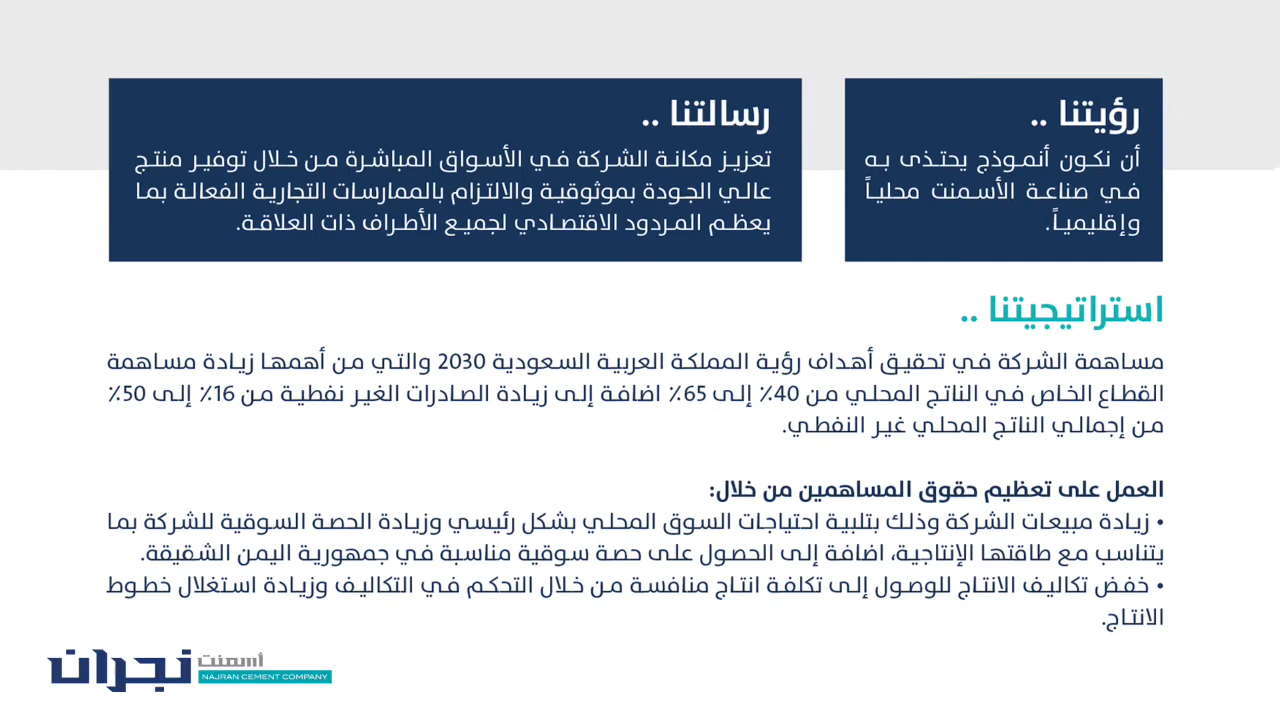 رؤيتنا ..
أن نكون أنموذج يحتذى به
في صناعة الأسمنت محلياً
وإقليمياً.
رسالتنا ..
تعزيز مكانة الشركة في الأسواق المباشرة من خلال توفير منتج
عالي الجودة بموثوقية والالتزام بالممارسات التجارية الفعالة بما
يعظم المردود الاقتصادي لجميع الأطراف ذات العلاقة.
استراتيجيتنا ..
مساهمة الشركة في تحقيق أهداف رؤية المملكة العربية السعودية 2030 والتي من أهمها زيادة مساهمة
القطاع الخاص في الناتج المحلي من 40٪ إلى 65٪ اضافة إلى زيادة الصادرات الغير نفطية من 16٪ إلى 50٪
من إجمالي الناتج المحلي غير النفطي.
العمل على تعظيم حقوق المساهمين من خلال:
• زيادة مبيعات الشركة وذلك بتلبية احتياجات السوق المحلي بشكل رئيسي وزيادة الحصة السوقية للشركة بما
يتناسب مع طاقتها الإنتاجية، اضافة إلى الحصول على حصة سوقية مناسبة في جمهورية اليمن الشقيقة.
• خفض تكاليف الانتاج للوصول إلى تكلفة انتاج منافسة من خلال التحكم في التكاليف وزيادة استغلال خطوط
الانتاج.
أسمنت نجران
NAJRAN CEMENT COMPANY